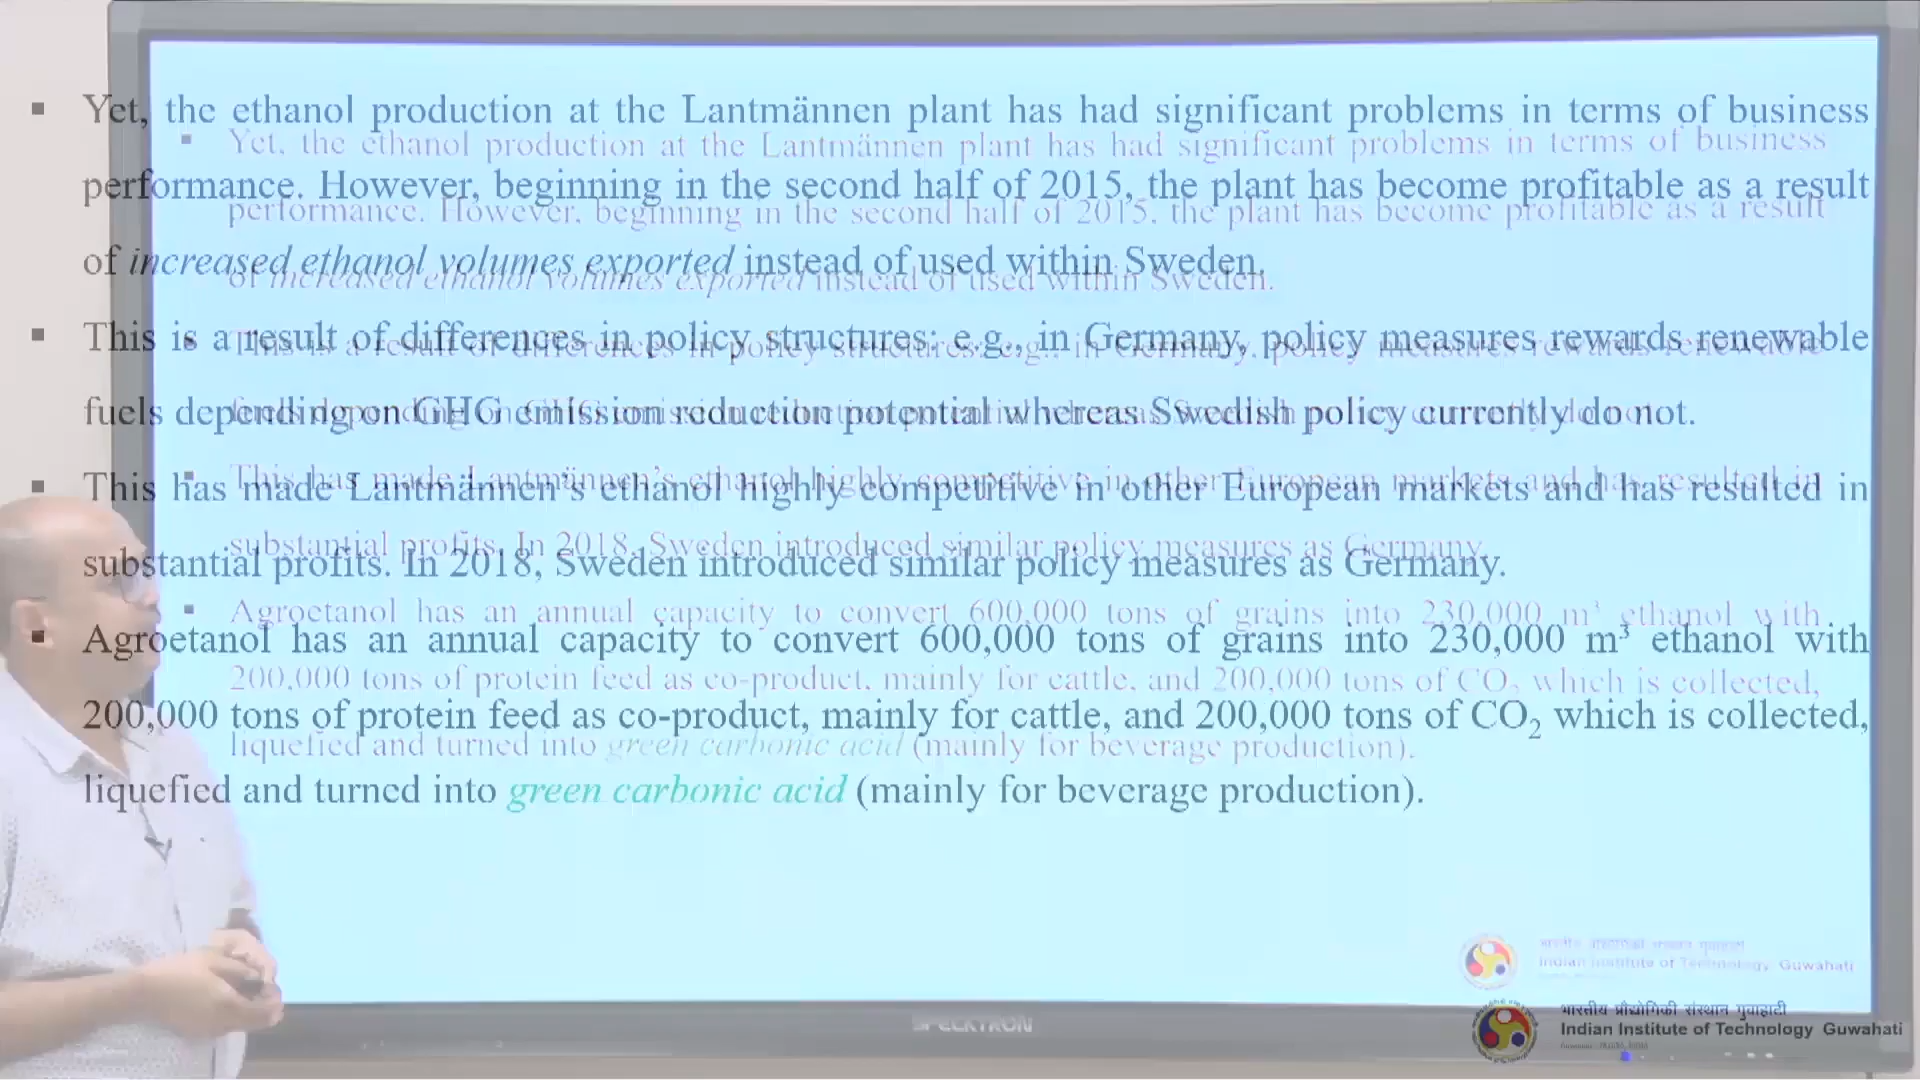 ▪ Yet, the ethanol production at the Lantmännen plant has had significant problems in terms of business
performance. However, beginning in the second half of 2015, the plant has become profitable as a result
of increased ethanol volumes exported instead of used within Sweden.
▪ This is a result of differences in policy structures: e.g., in Germany, policy measures rewards renewable
fuels depending on GHG emission reduction potential whereas Swedish policy currently do not.
▪ This has made Lantmännen's ethanol highly competitive in other European markets and has resulted in
substantial profits. In 2018, Sweden introduced similar policy measures as Germany.
▪ Agroetanol has an annual capacity to convert 600,000 tons of grains into 230,000 m³ ethanol with
200,000 tons of protein feed as co-product, mainly for cattle, and 200,000 tons of CO₂ which is collected,
liquefied and turned into green carbonic acid (mainly for beverage production).
Indian Institute of Technology Guwahati
SPECKTRON
भारतीय प्रौद्योगिकी संस्थान गुवाहाटी
Indian Institute of Technology Guwahati